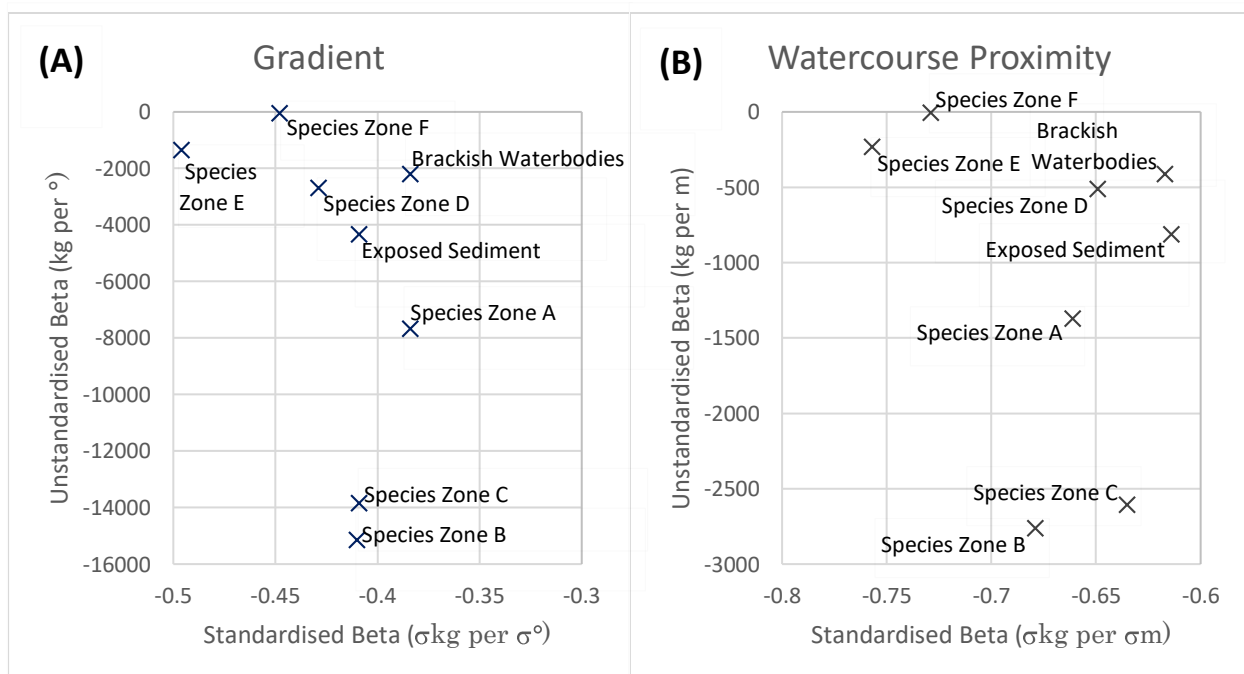 (A)
Gradient
Unstandardised Beta (kg per °)
0
-2000
-4000
-6000
-8000
-10000
-12000
-14000
-16000
Species Zone F
Brackish Waterbodies
Species
Zone E
Species Zone D
Exposed Sediment
Species Zone A
Species Zone C
Species Zone B
-0.5
-0.45
-0.4
-0.35
-0.3
Standardised Beta (σkg per σ°)
(B)
Watercourse Proximity
Unstandardised Beta (kg per m)
0
-500
-1000
-1500
-2000
-2500
-3000
Species Zone F
Brackish
Waterbodies
Species Zone E
Species Zone D
Exposed Sediment
Species Zone A
Species Zone C
Species Zone B
-0.8
-0.75
-0.7
-0.65
-0.6
Standardised Beta (σkg per σm)